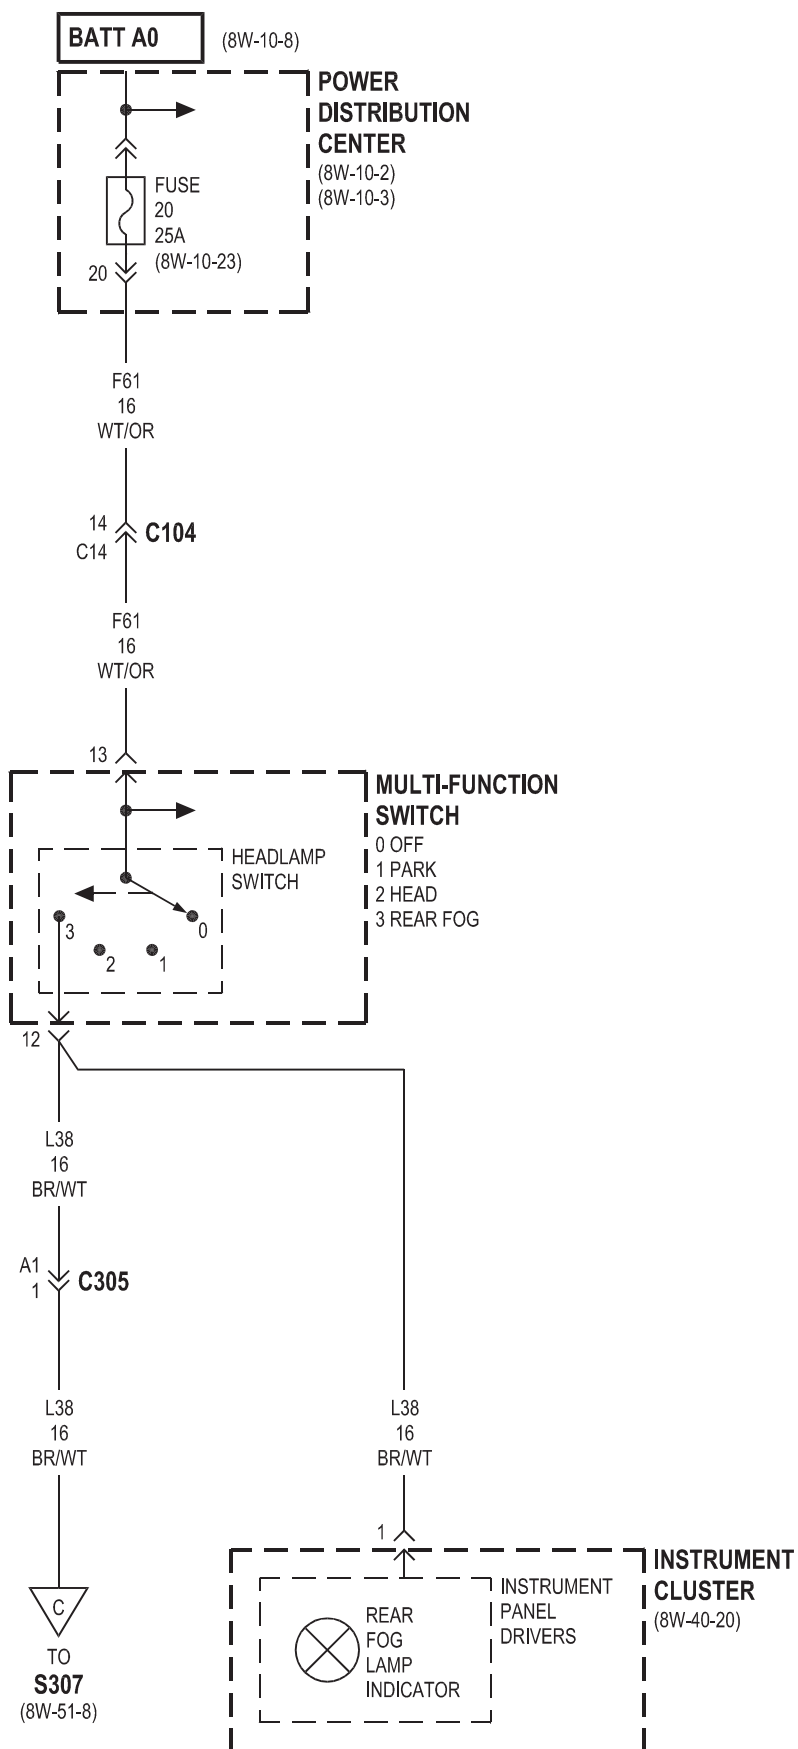 BATT A0
(8W-10-8)
POWER
DISTRIBUTION
CENTER
(8W-10-2)
(8W-10-3)
FUSE
20
25A
(8W-10-23)
20
F61
16
WT/OR
14
C14
C104
F61
16
WT/OR
13
MULTI-FUNCTION
SWITCH
0 OFF
1 PARK
2 HEAD
3 REAR FOG
HEADLAMP
SWITCH
3
2
1
0
12
L38
16
BR/WT
A1
1
C305
L38
16
BR/WT
L38
16
BR/WT
1
INSTRUMENT
CLUSTER
(8W-40-20)
INSTRUMENT
PANEL
DRIVERS
REAR
FOG
LAMP
INDICATOR
C
TO
S307
(8W-51-8)